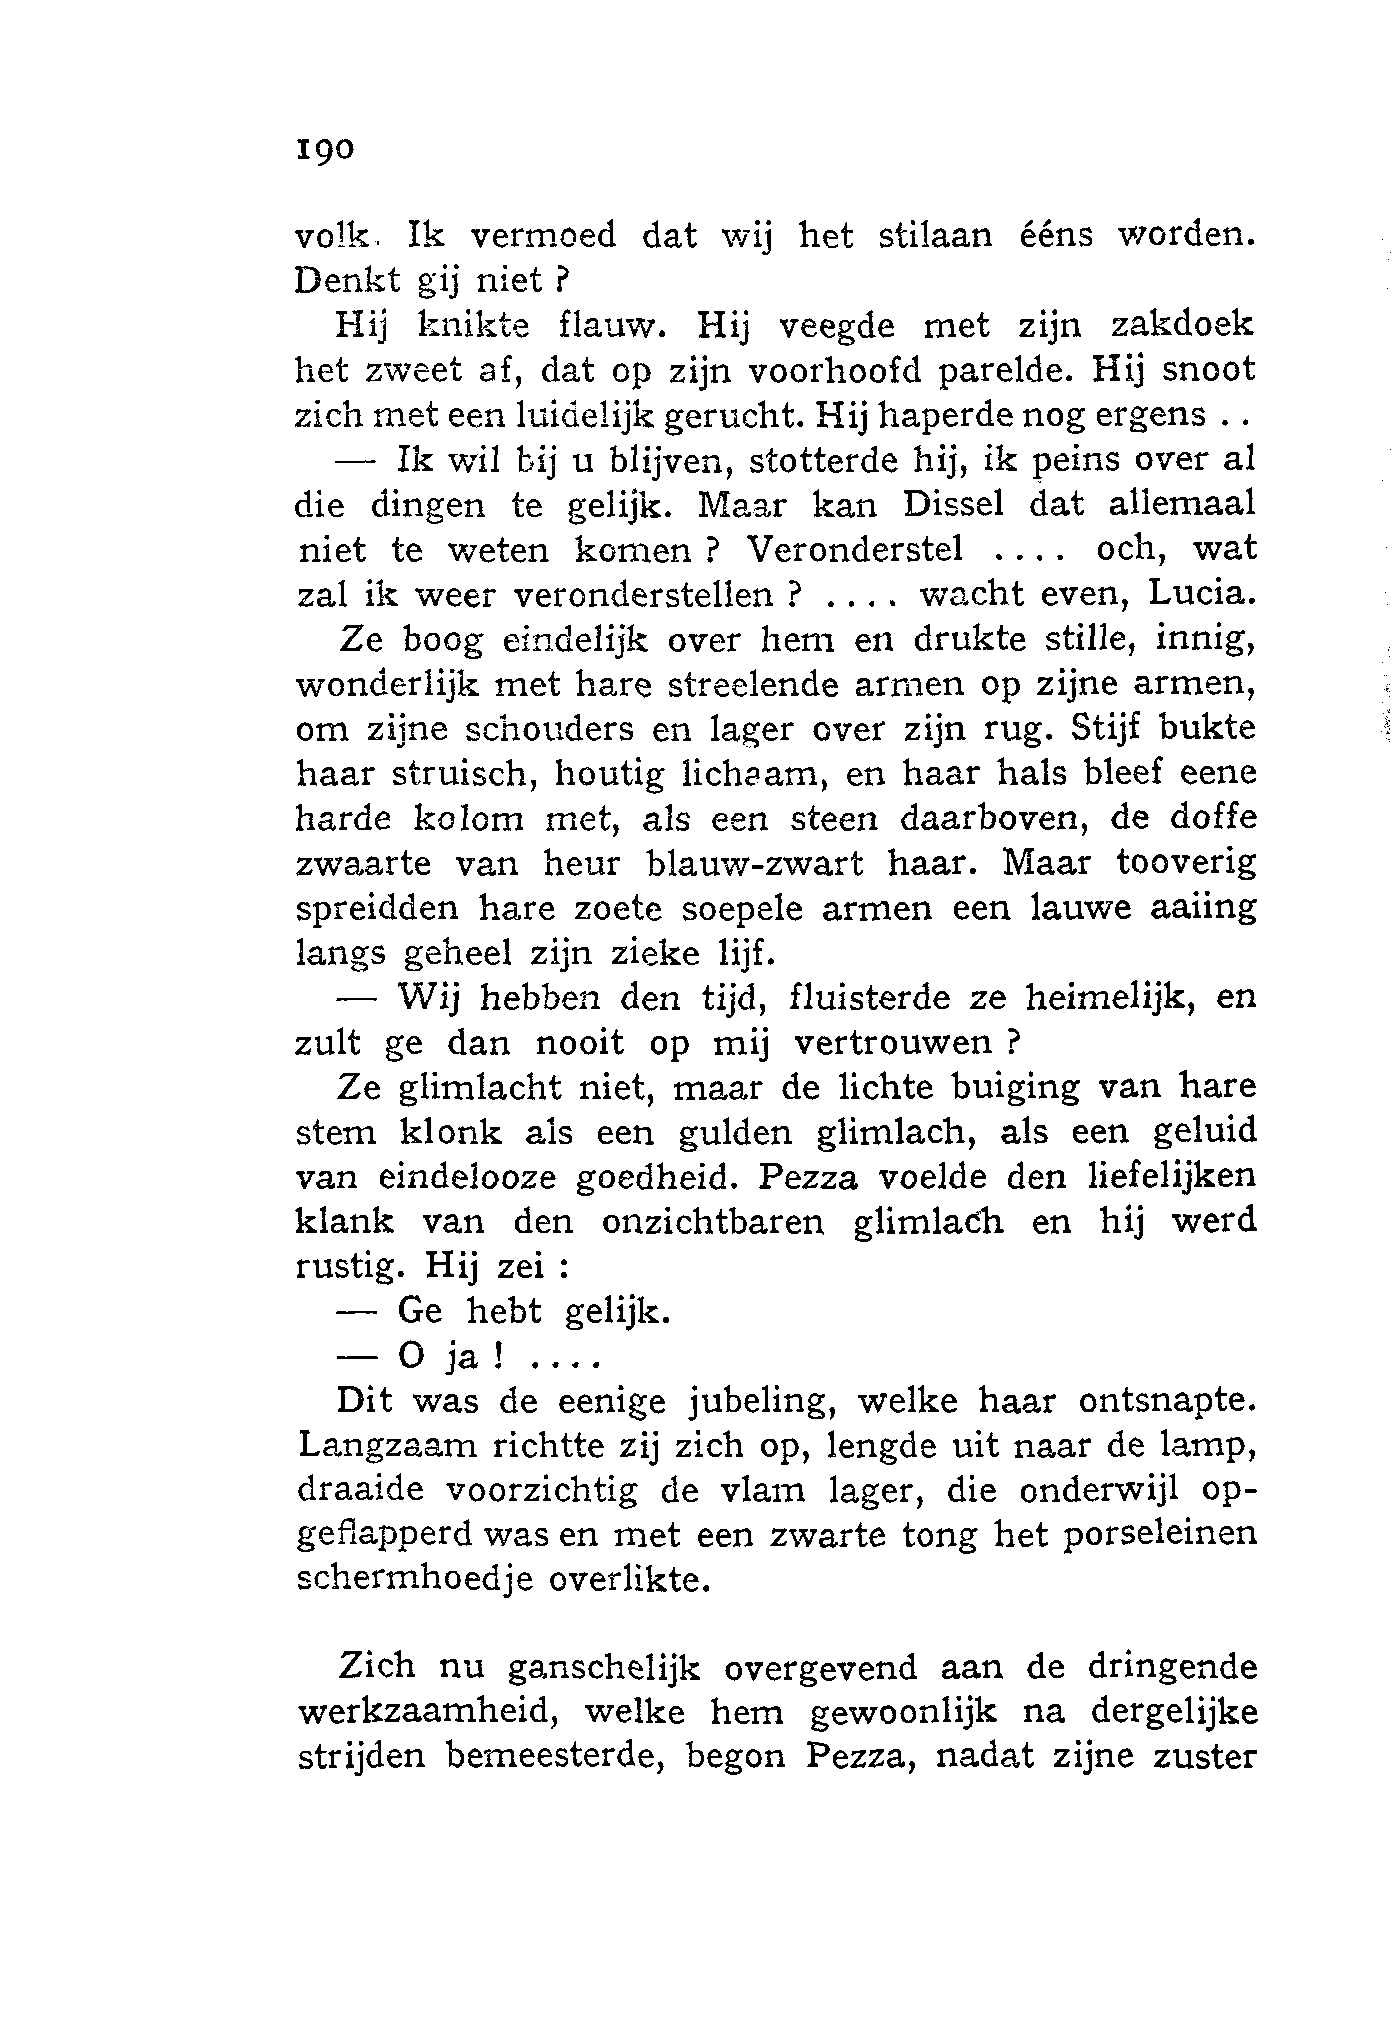 190
volk. Ik vermoed dat wij het stilaan ééns worden.
Denkt gij niet ?
Hij knikte flauw. Hij veegde met zijn zakdoek
het zweet af, dat op zijn voorhoofd parelde. Hij snoot
zich met een luidelijk gerucht. Hij haperde nog ergens . .
— Ik wil bij u blijven, stotterde hij, ik peins over al
die dingen te gelijk. Maar kan Dissel dat allemaal
niet te weten komen ? Veronderstel .... och, wat
zal ik weer veronderstellen ? .... wacht even, Lucia.
Ze boog eindelijk over hem en drukte stille, innig,
wonderlijk met hare streelende armen op zijne armen,
om zijne schouders en lager over zijn rug. Stijf bukte
haar struisch, houtig lichaam, en haar hals bleef eene
harde kolom met, als een steen daarboven, de doffe
zwaarte van heur blauw-zwart haar. Maar tooverig
spreidden hare zoete soepele armen een lauwe aaiing
langs geheel zijn zieke lijf.
— Wij hebben den tijd, fluisterde ze heimelijk, en
zult ge dan nooit op mij vertrouwen ?
Ze glimlacht niet, maar de lichte buiging van hare
stem klonk als een gulden glimlach, als een geluid
van eindelooze goedheid. Pezza voelde den liefelijken
klank van den onzichtbaren glimlach en hij werd
rustig. Hij zei :
— Ge hebt gelijk.
— O ja ! ....
Dit was de eenige jubeling, welke haar ontsnapte.
Langzaam richtte zij zich op, lengde uit naar de lamp,
draaide voorzichtig de vlam lager, die onderwijl op-
geflapperd was en met een zwarte tong het porseleinen
schermhoedje overlikte.
Zich nu ganschelijk overgevend aan de dringende
werkzaamheid, welke hem gewoonlijk na dergelijke
strijden bemeesterde, begon Pezza, nadat zijne zuster